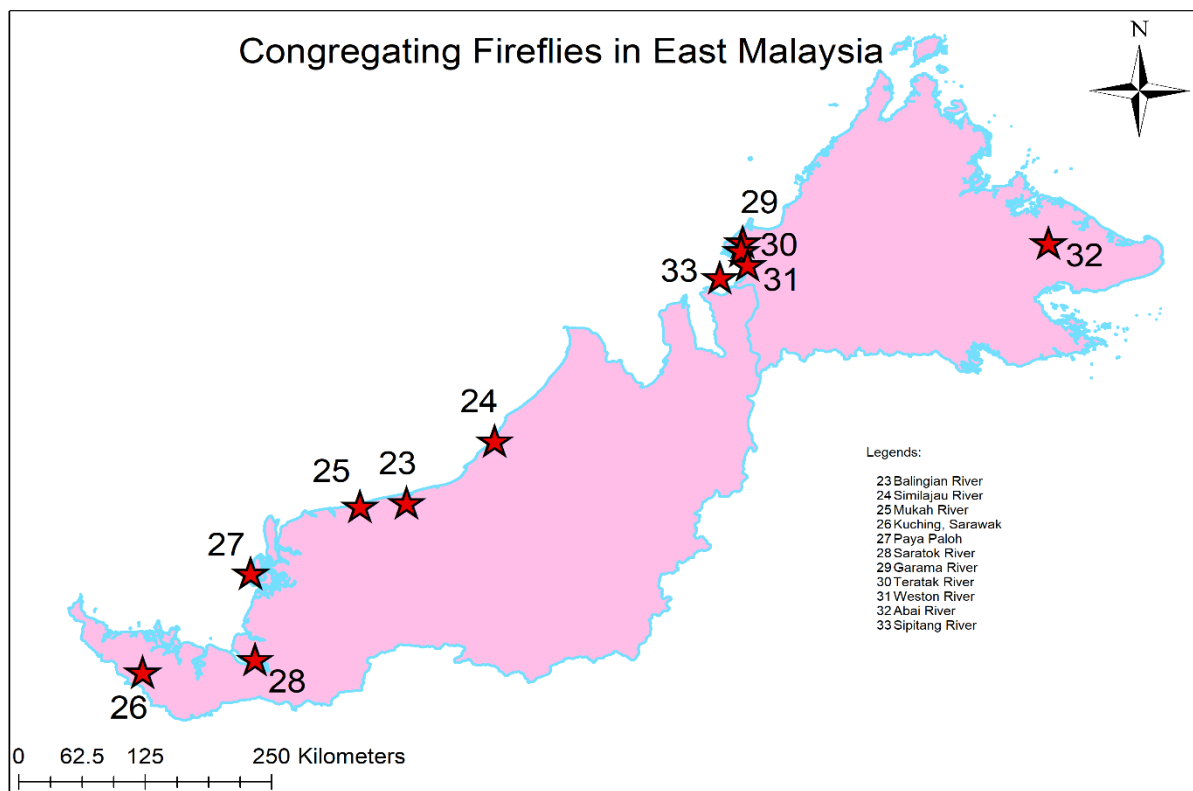 Congregating Fireflies in East Malaysia
N
29
30
33
31
32
24
25
23
27
28
26
Legends:
23 Balingian River
24 Similajau River
25 Mukah River
26 Kuching, Sarawak
27 Paya Paloh
28 Saratok River
29 Garama River
30 Teratak River
31 Weston River
32 Abai River
33 Sipitang River
0 62.5 125 250 Kilometers